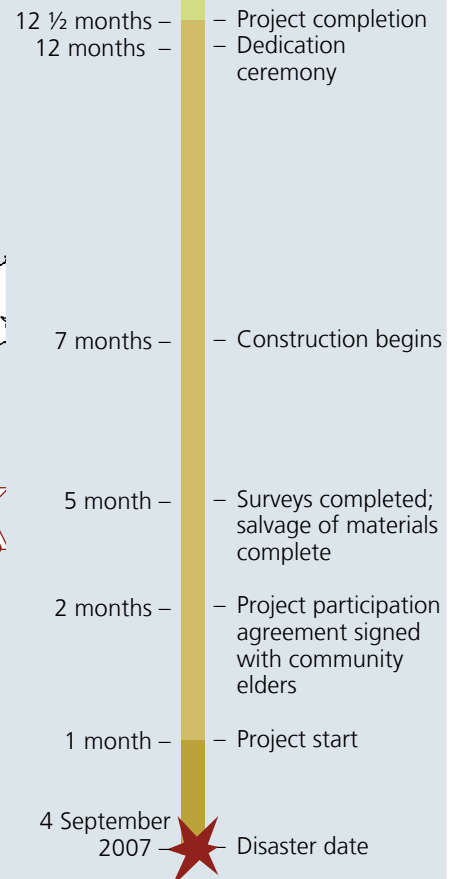 12 ½ months – – Project completion
12 months – – Dedication
ceremony
7 months – – Construction begins
5 month – – Surveys completed;
salvage of materials
complete
2 months – – Project participation
agreement signed
with community
elders
1 month – – Project start
4 September
2007 – – Disaster date